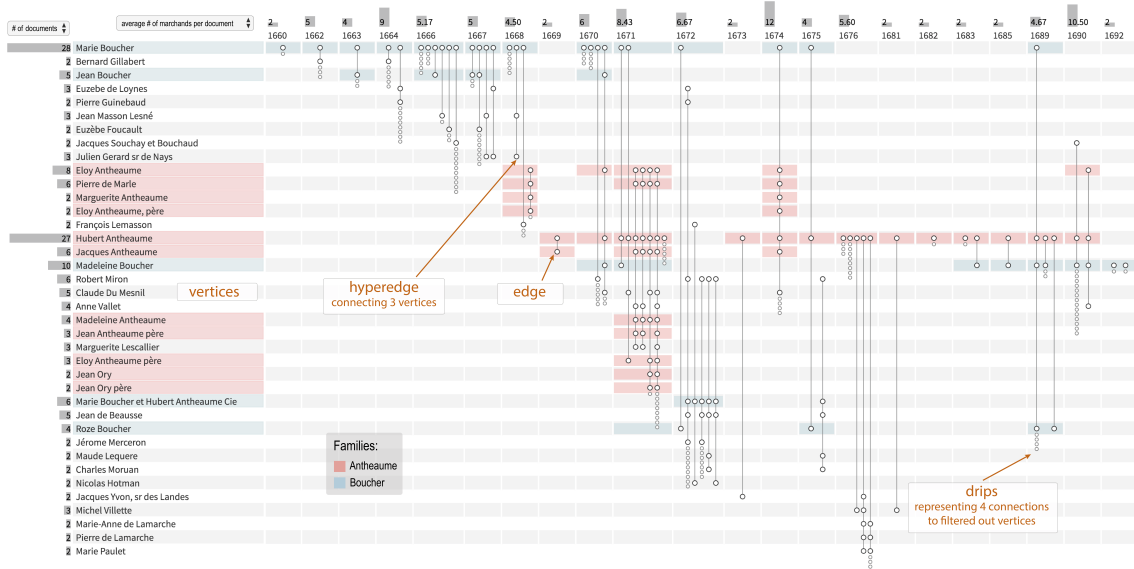 # of documents
average # of marchands per document
2 5 4 9 5,17 5 4.50 2 6 8,43 6.67 2 12 4 5.60 2 2 2 2 4.67 10.50 2
1660 1662 1663 1664 1666 1667 1668 1669 1670 1671 1672 1673 1674 1675 1676 1681 1682 1683 1685 1689 1690 1692
28 Marie Boucher
2 Bernard Gillabert
5 Jean Boucher
3 Euzebe de Loynes
2 Pierre Guinebaud
3 Jean Masson Lesné
2 Euzèbe Foucault
2 Jacques Souchay et Bouchaud
3 Julien Gerard sr de Nays
8 Eloy Antheaume
6 Pierre de Marle
2 Marguerite Antheaume
2 Eloy Antheaume, père
2 François Lemasson
27 Hubert Antheaume
6 Jacques Antheaume
10 Madeleine Boucher
6 Robert Miron
5 Claude Du Mesnil
4 Anne Vallet
4 Madeleine Antheaume
3 Jean Antheaume père
3 Marguerite Lescallier
3 Eloy Antheaume père
2 Jean Ory
2 Jean Ory père
6 Marie Boucher et Hubert Antheaume Cie
5 Jean de Beausse
4 Roze Boucher
2 Jérome Merceron
2 Maude Lequere
2 Charles Moruan
2 Nicolas Hotman
2 Jacques Yvon, sr des Landes
3 Michel Villette
2 Marie-Anne de Lamarche
2 Pierre de Lamarche
2 Marie Paulet
vertices
hyperedge
connecting 3 vertices
edge
Families:
Antheaume
Boucher
drips
representing 4 connections
to filtered out vertices